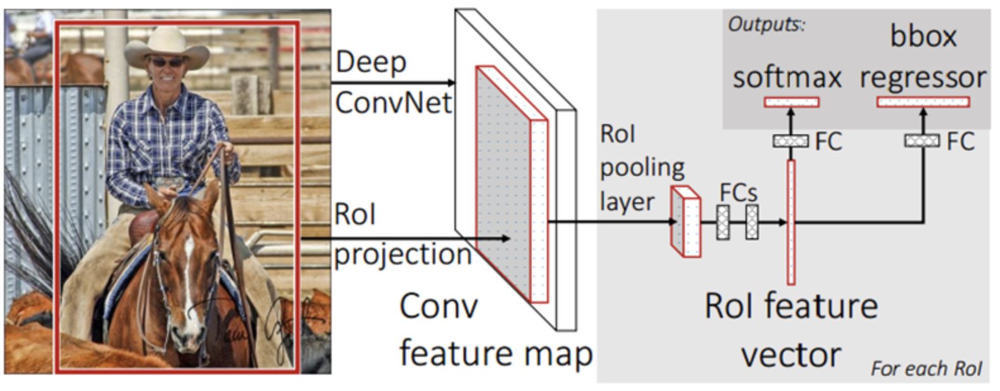 Deep
ConvNet
RoI
projection
Conv
feature map
RoI
pooling
layer
FCs
Outputs:
softmax
bbox
regressor
FC
FC
RoI feature
vector
For each RoI